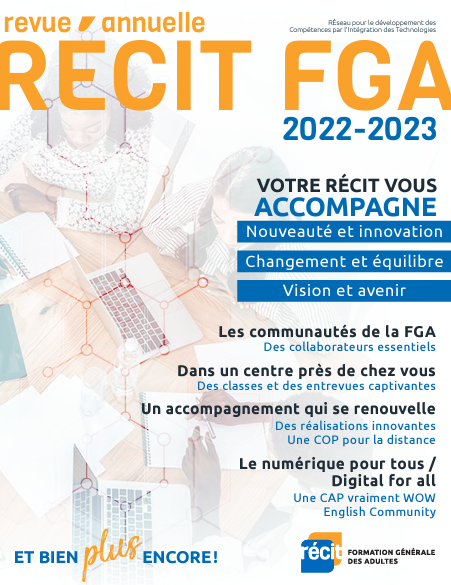 revue annuelle
RÉseau pour le développement des
Compétences par l'Intégration des Technologies
RÉCIT FGA
2022-2023
VOTRE RÉCIT VOUS
ACCOMPAGNE
Nouveauté et innovation
Changement et équilibre
Vision et avenir
Les communautés de la FGA
Des collaborateurs essentiels
Dans un centre près de chez vous
Des classes et des entrevues captivantes
Un accompagnement qui se renouvelle
Des réalisations innovantes
Une COP pour la distance
Le numérique pour tous /
Digital for all
Une CAP vraiment WOW
English Community
ET BIEN plus ENCORE!
récit
FORMATION GÉNÉRALE
DES ADULTES